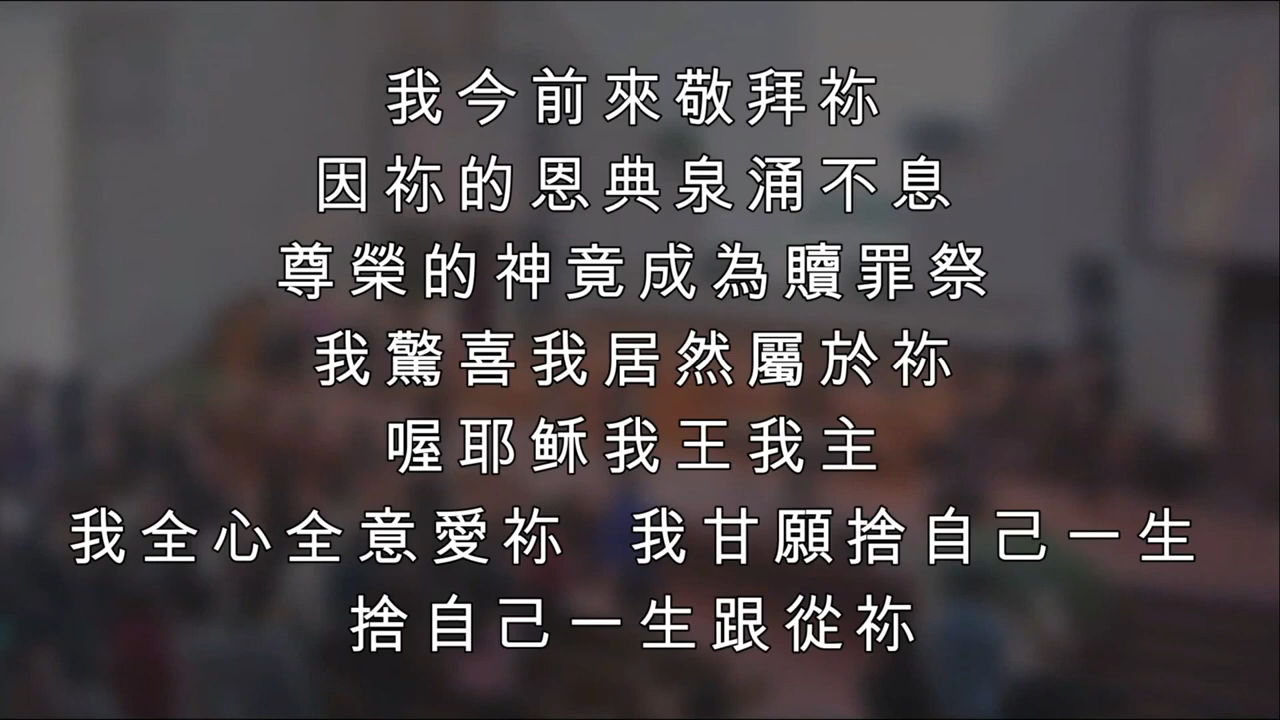 我今前來敬拜祢
因祢的恩典泉涌不息
尊榮的神竟成為贖罪祭
我驚喜我居然屬於祢
喔耶穌我王我主
我全心全意愛祢 我甘願捨自己一生
捨自己一生跟從祢